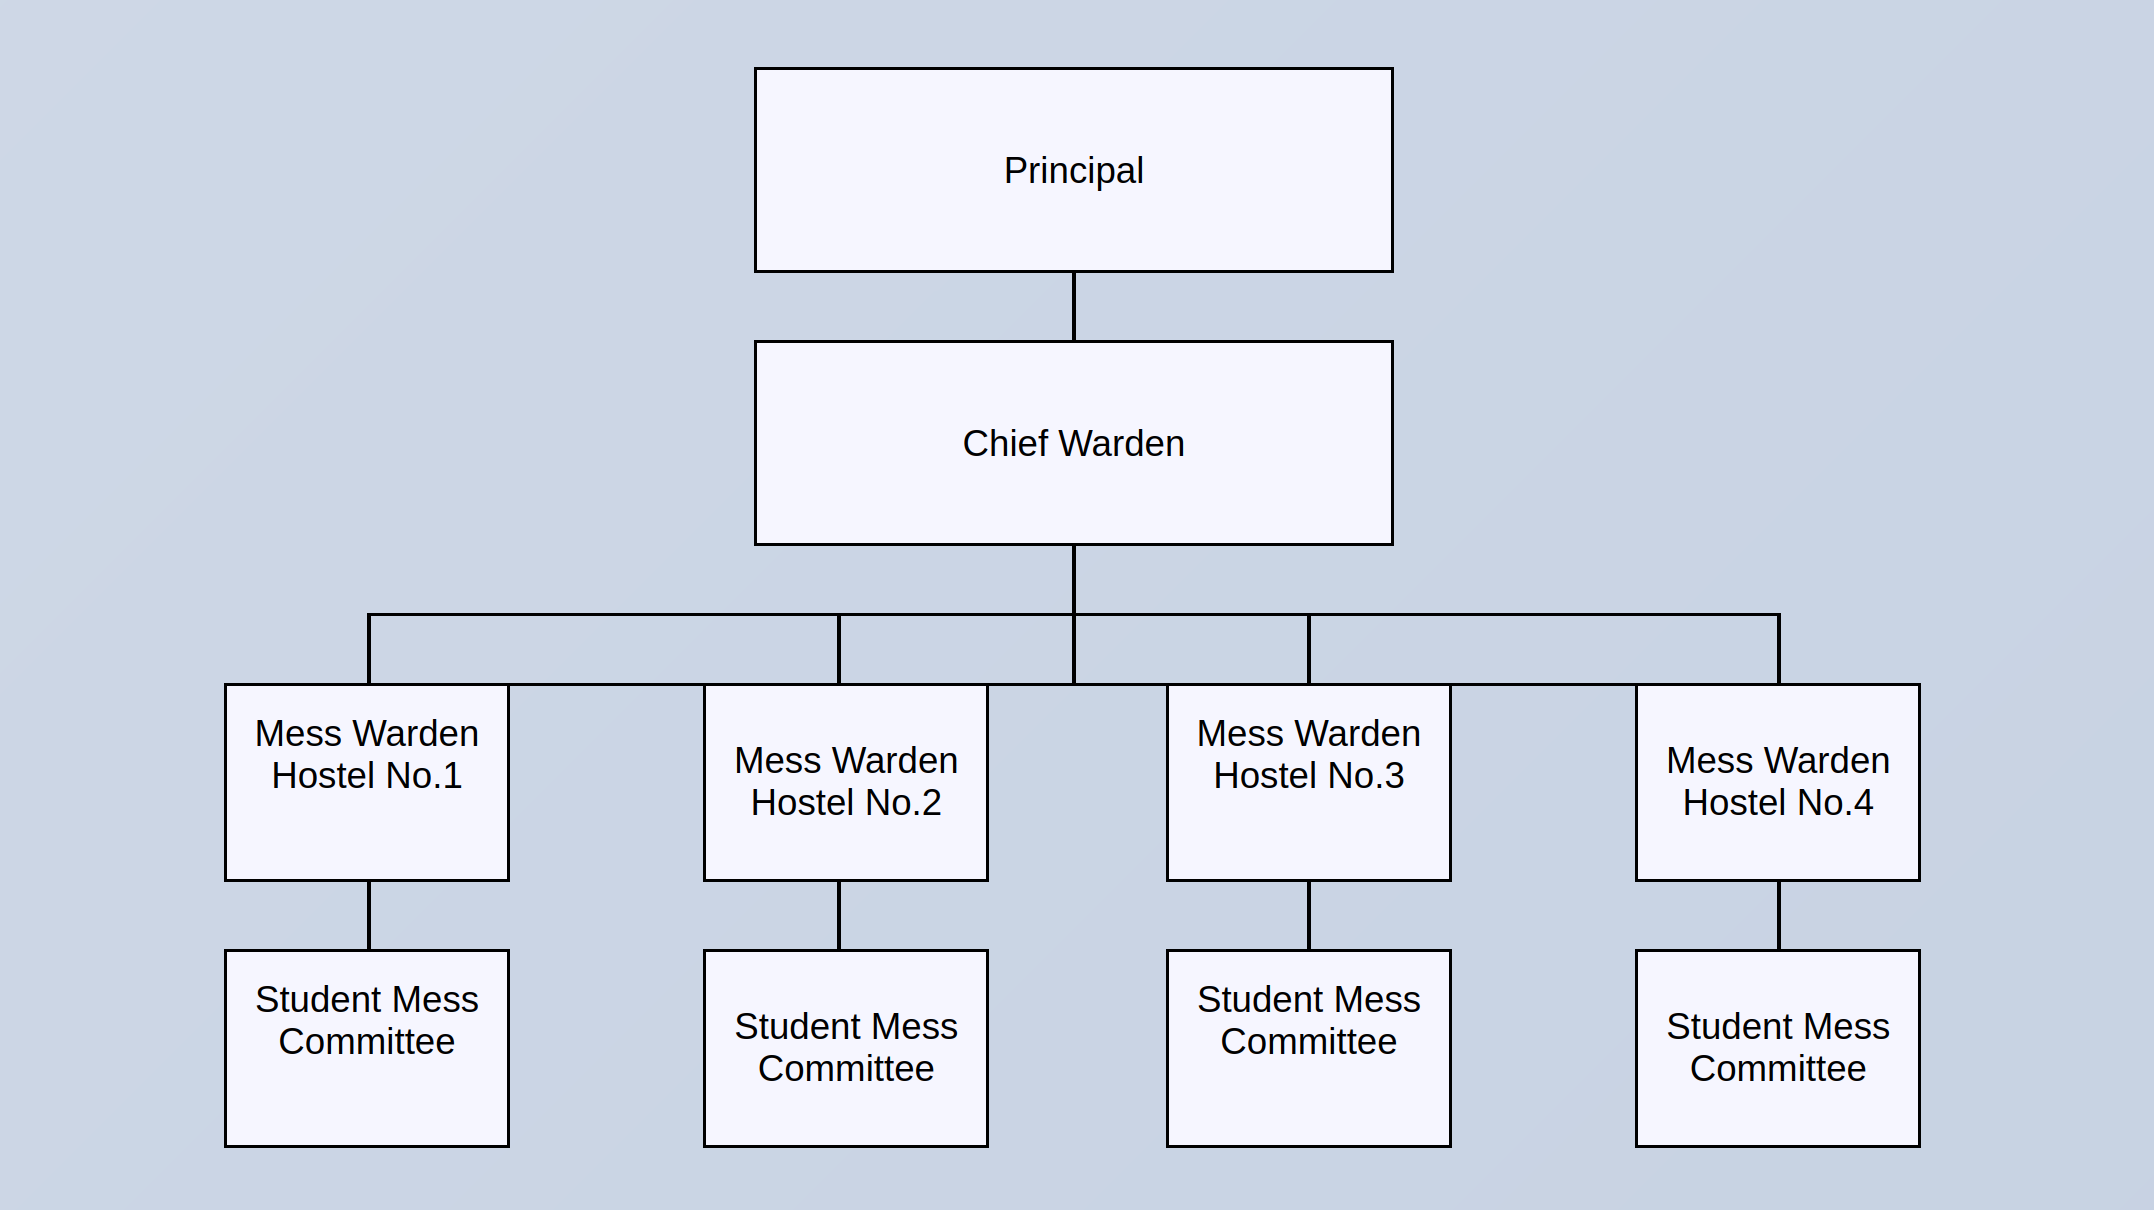 Principal
Chief Warden
Mess Warden
Hostel No.1
Mess Warden
Hostel No.2
Mess Warden
Hostel No.3
Mess Warden
Hostel No.4
Student Mess
Committee
Student Mess
Committee
Student Mess
Committee
Student Mess
Committee